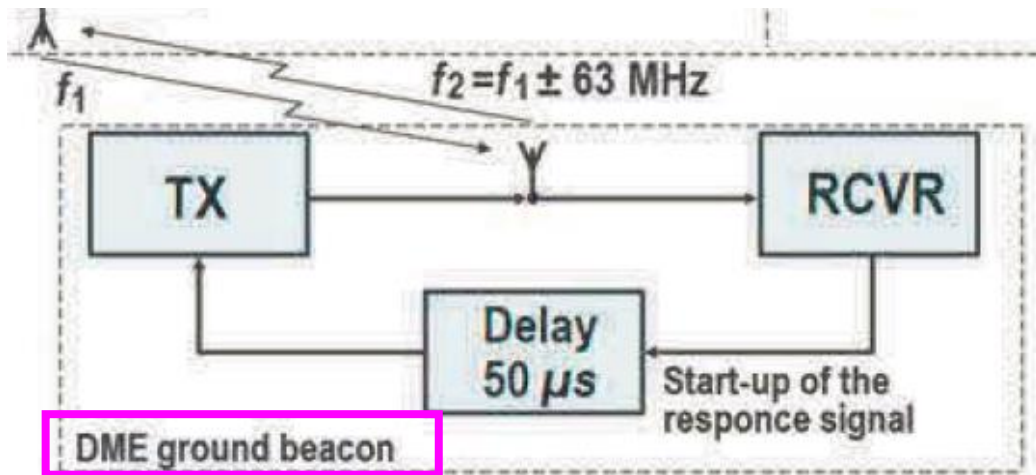 f₁
f₂=f₁ ± 63 MHz
TX
RCVR
Delay
50 μs
Start-up of the
responce signal
DME ground beacon